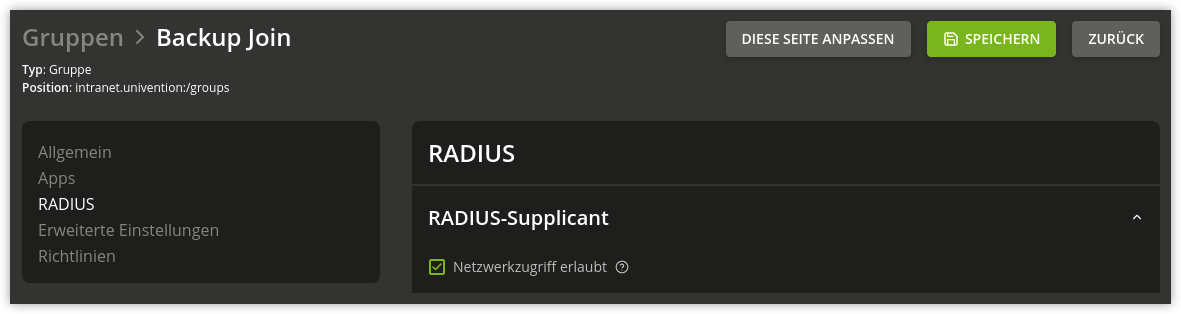 Gruppen > Backup Join
DIESE SEITE ANPASSEN
SPEICHERN
ZURÜCK
Typ: Gruppe
Position: intranet.univention:/groups
Allgemein
Apps
RADIUS
Erweiterte Einstellungen
Richtlinien
RADIUS
RADIUS-Supplicant
Netzwerkzugriff erlaubt